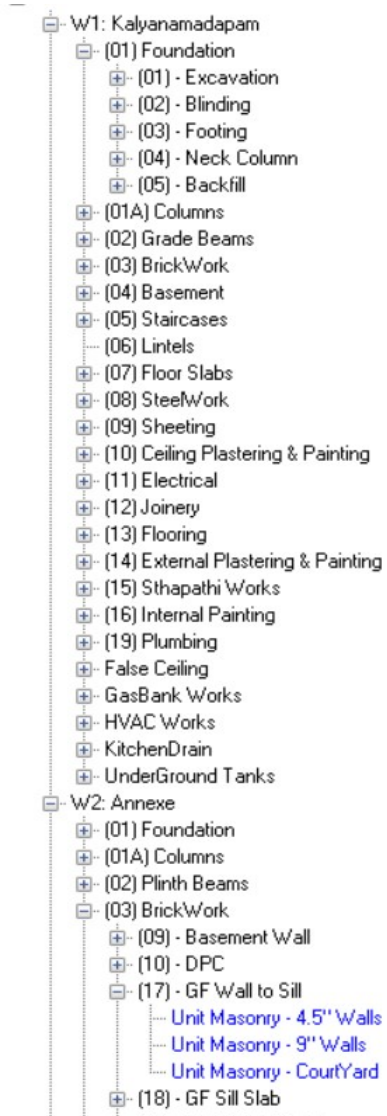 W1: Kalyanamadapam
(01) Foundation
(01) - Excavation
(02) - Blinding
(03) - Footing
(04) - Neck Column
(05) - Backfill
(01A) Columns
(02) Grade Beams
(03) BrickWork
(04) Basement
(05) Staircases
(06) Lintels
(07) Floor Slabs
(08) SteelWork
(09) Sheeting
(10) Ceiling Plastering & Painting
(11) Electrical
(12) Joinery
(13) Flooring
(14) External Plastering & Painting
(15) Sthapathi Works
(16) Internal Painting
(19) Plumbing
False Ceiling
GasBank Works
HVAC Works
KitchenDrain
UnderGround Tanks
W2: Annexe
(01) Foundation
(01A) Columns
(02) Plinth Beams
(03) BrickWork
(09) - Basement Wall
(10) - DPC
(17) - GF Wall to Sill
Unit Masonry - 4.5" Walls
Unit Masonry - 9" Walls
Unit Masonry - CourtYard
(18) - GF Sill Slab